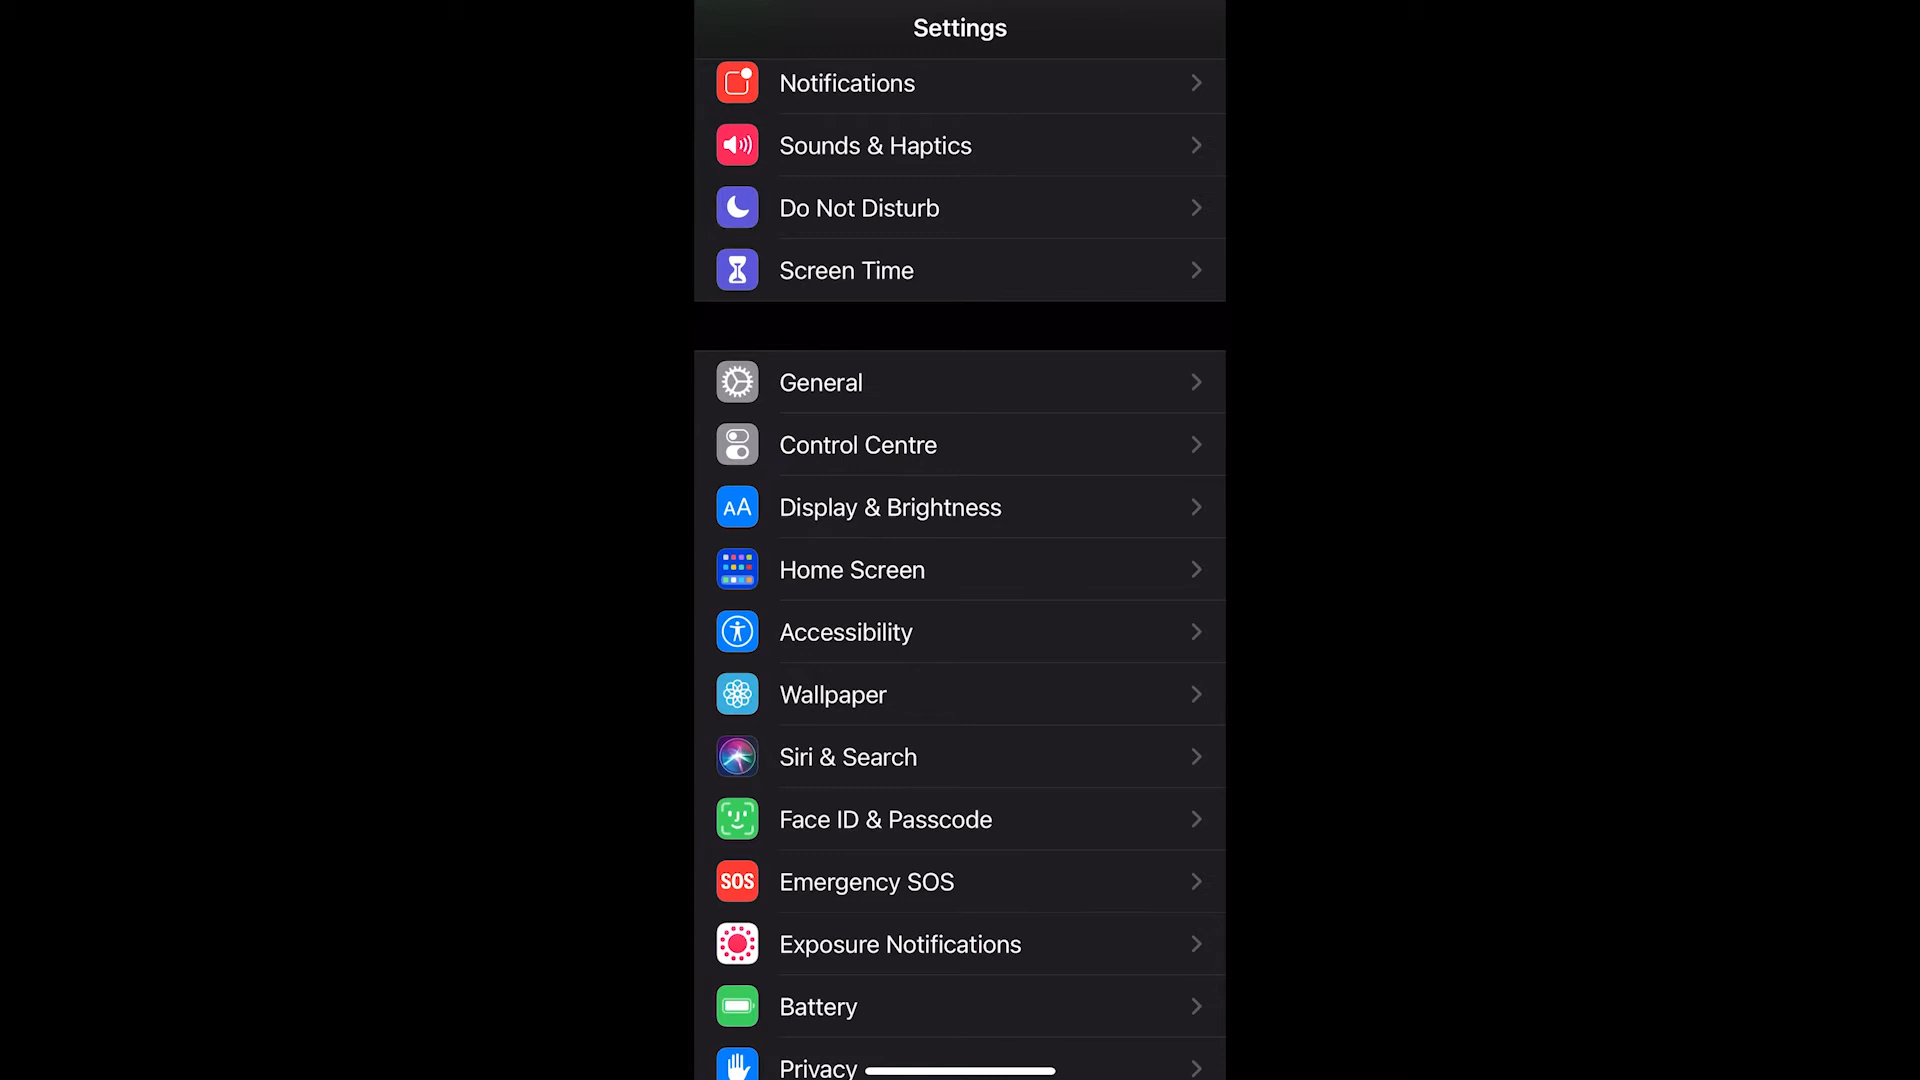 Settings
Notifications
Sounds & Haptics
Do Not Disturb
Screen Time
General
Control Centre
AA Display & Brightness
Home Screen
Accessibility
Wallpaper
Siri & Search
Face ID & Passcode
SOS Emergency SOS
Exposure Notifications
Battery
Privacy